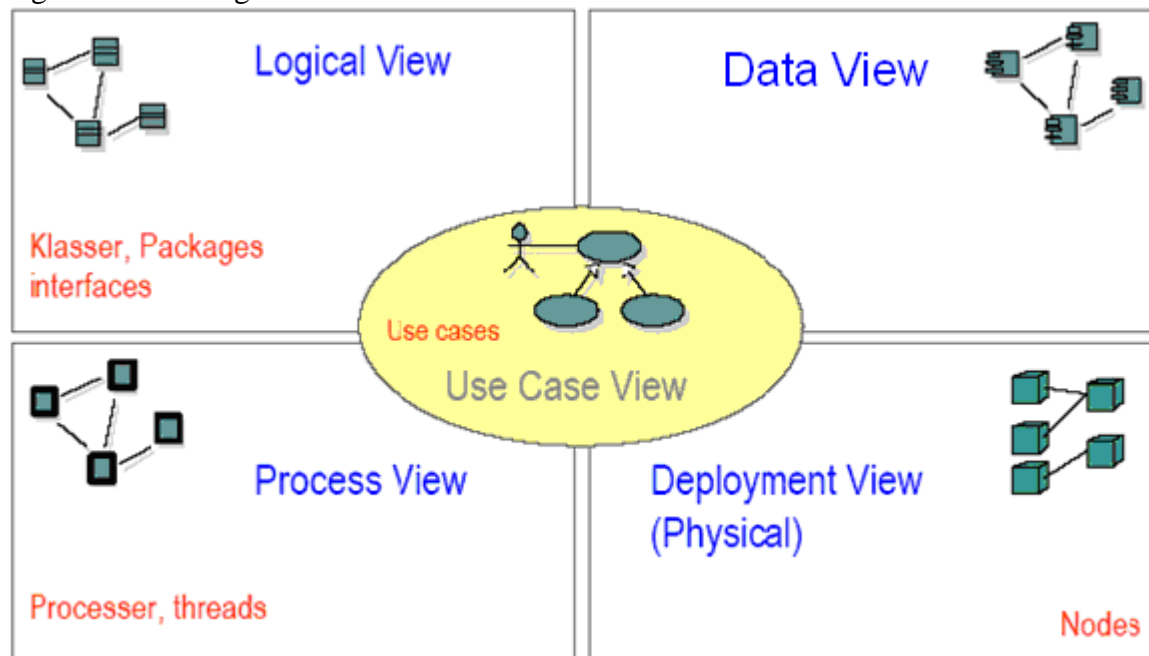 Logical View
Data View
Klasser, Packages
interfaces
Use cases
Use Case View
Process View
Deployment View
(Physical)
Processer, threads
Nodes